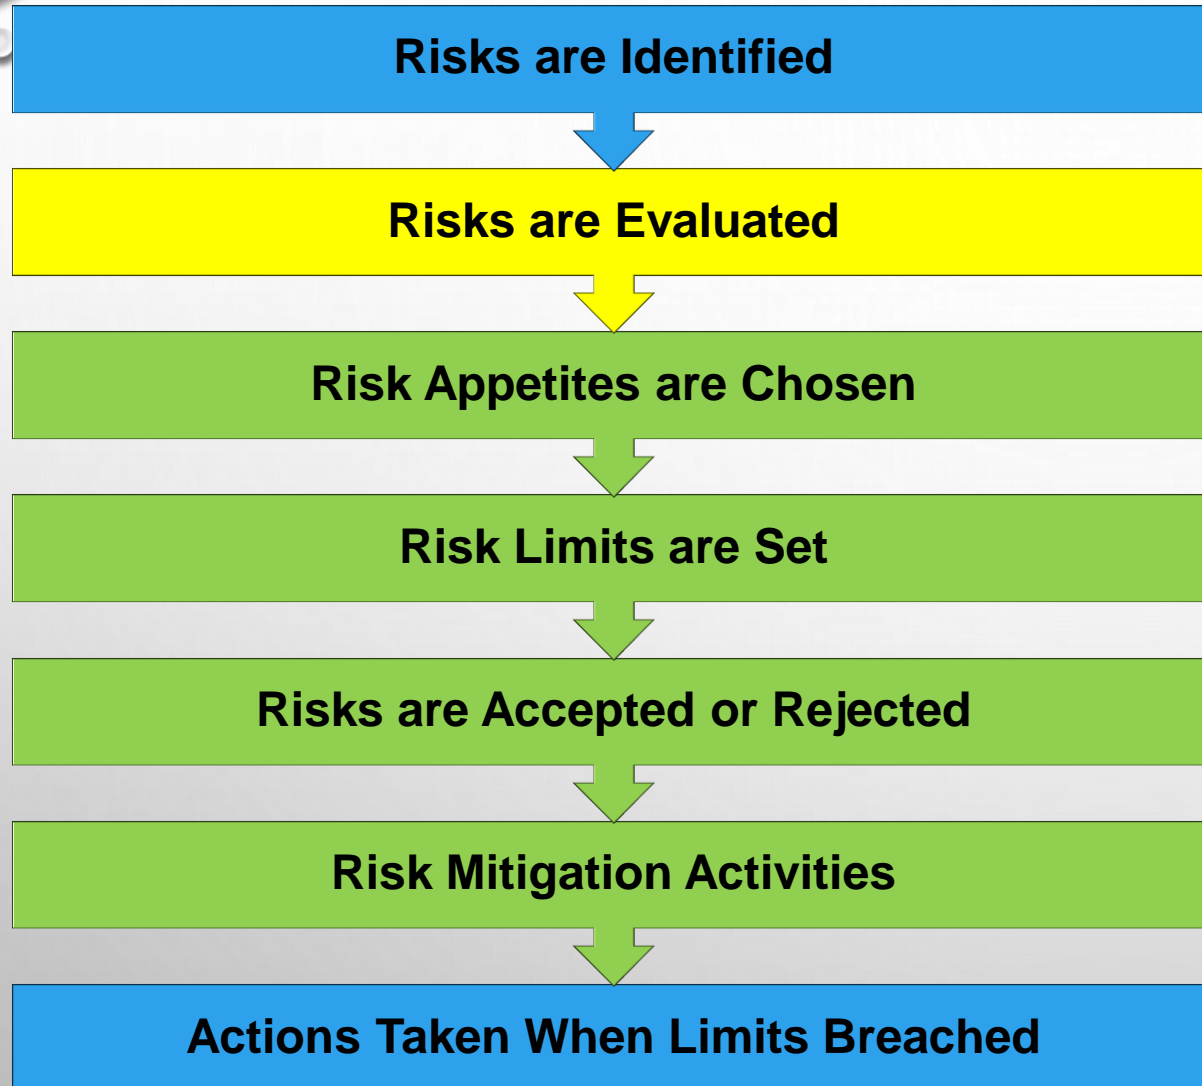 Risks are Identified
Risks are Evaluated
Risk Appetites are Chosen
Risk Limits are Set
Risks are Accepted or Rejected
Risk Mitigation Activities
Actions Taken When Limits Breached